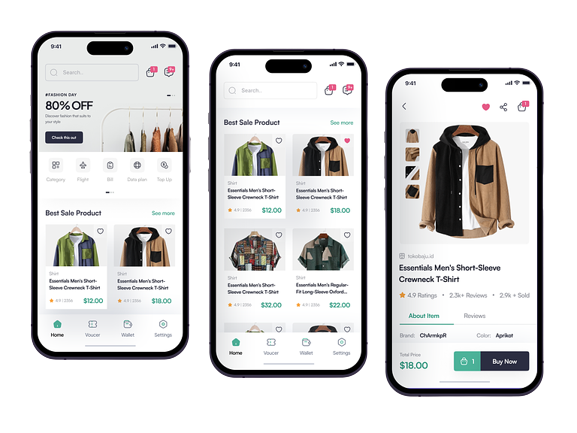 9:41
Search..
#FASHION DAY
80% OFF
Discover fashion that suits to
your style
Check this out
Category
Flight
Bill
Data plan
Top Up
Best Sale Product
See more
Shirt
Essentials Men's Short-
Sleeve Crewneck T-Shirt
4.9 | 2356
$12.00
Shirt
Essentials Men's Short-
Sleeve Crewneck T-Shirt
4.9 | 2356
$18.00
Home
Voucer
Wallet
Settings
9:41
Search..
Best Sale Product
See more
Shirt
Essentials Men's Short-
Sleeve Crewneck T-Shirt
4.9 | 2356
$12.00
Shirt
Essentials Men's Short-
Sleeve Crewneck T-Shirt
4.9 | 2356
$18.00
Shirt
Essentials Men's Short-
Sleeve Crewneck T-Shirt
4.9 | 2356
$32.00
Shirt
Essentials Men's Regular-
Fit Long-Sleeve Oxford...
4.9 | 2356
$22.00
Home
Voucer
Wallet
Settings
9:41
1
tokobaju.id
Essentials Men's Short-Sleeve
Crewneck T-Shirt
4.9 Ratings • 2.3k+ Reviews • 2.9k+ Sold
About Item
Reviews
Brand: ChArmkpR
Color: Aprikot
Total Price
$18.00
1
Buy Now